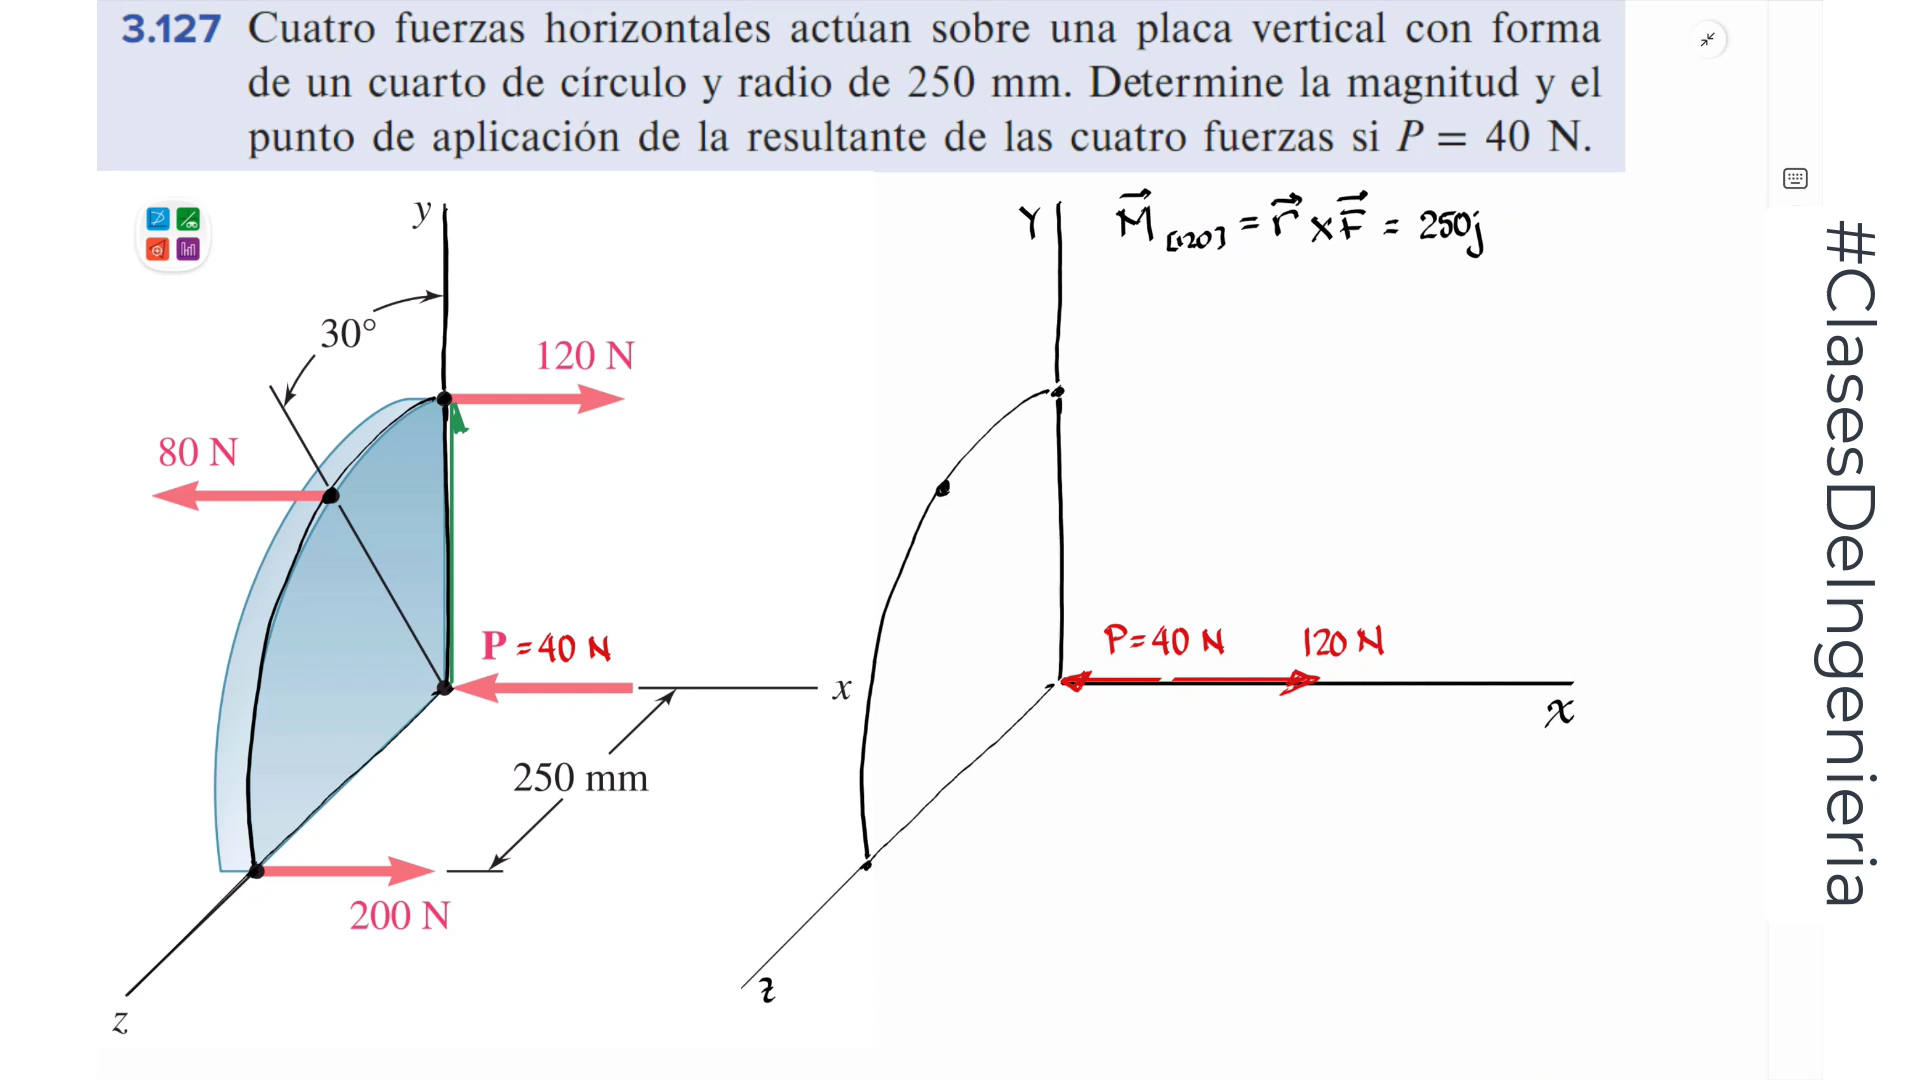 3.127 Cuatro fuerzas horizontales actúan sobre una placa vertical con forma
de un cuarto de círculo y radio de 250 mm. Determine la magnitud y el
punto de aplicación de la resultante de las cuatro fuerzas si P = 40 N.
y
30°
120 N
80 N
P = 40 N
x
250 mm
200 N
z
Y
M⃗ [120] = r⃗ x F⃗ = 250j
P=40 N
120 N
x
z
#ClasesDeIngenieria